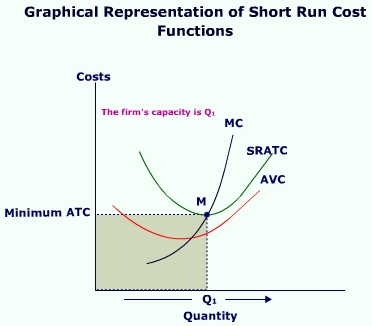 Graphical Representation of Short Run Cost
Functions
Costs
The firm's capacity is Q₁
MC
SRATC
AVC
M
Minimum ATC
Q₁
Quantity